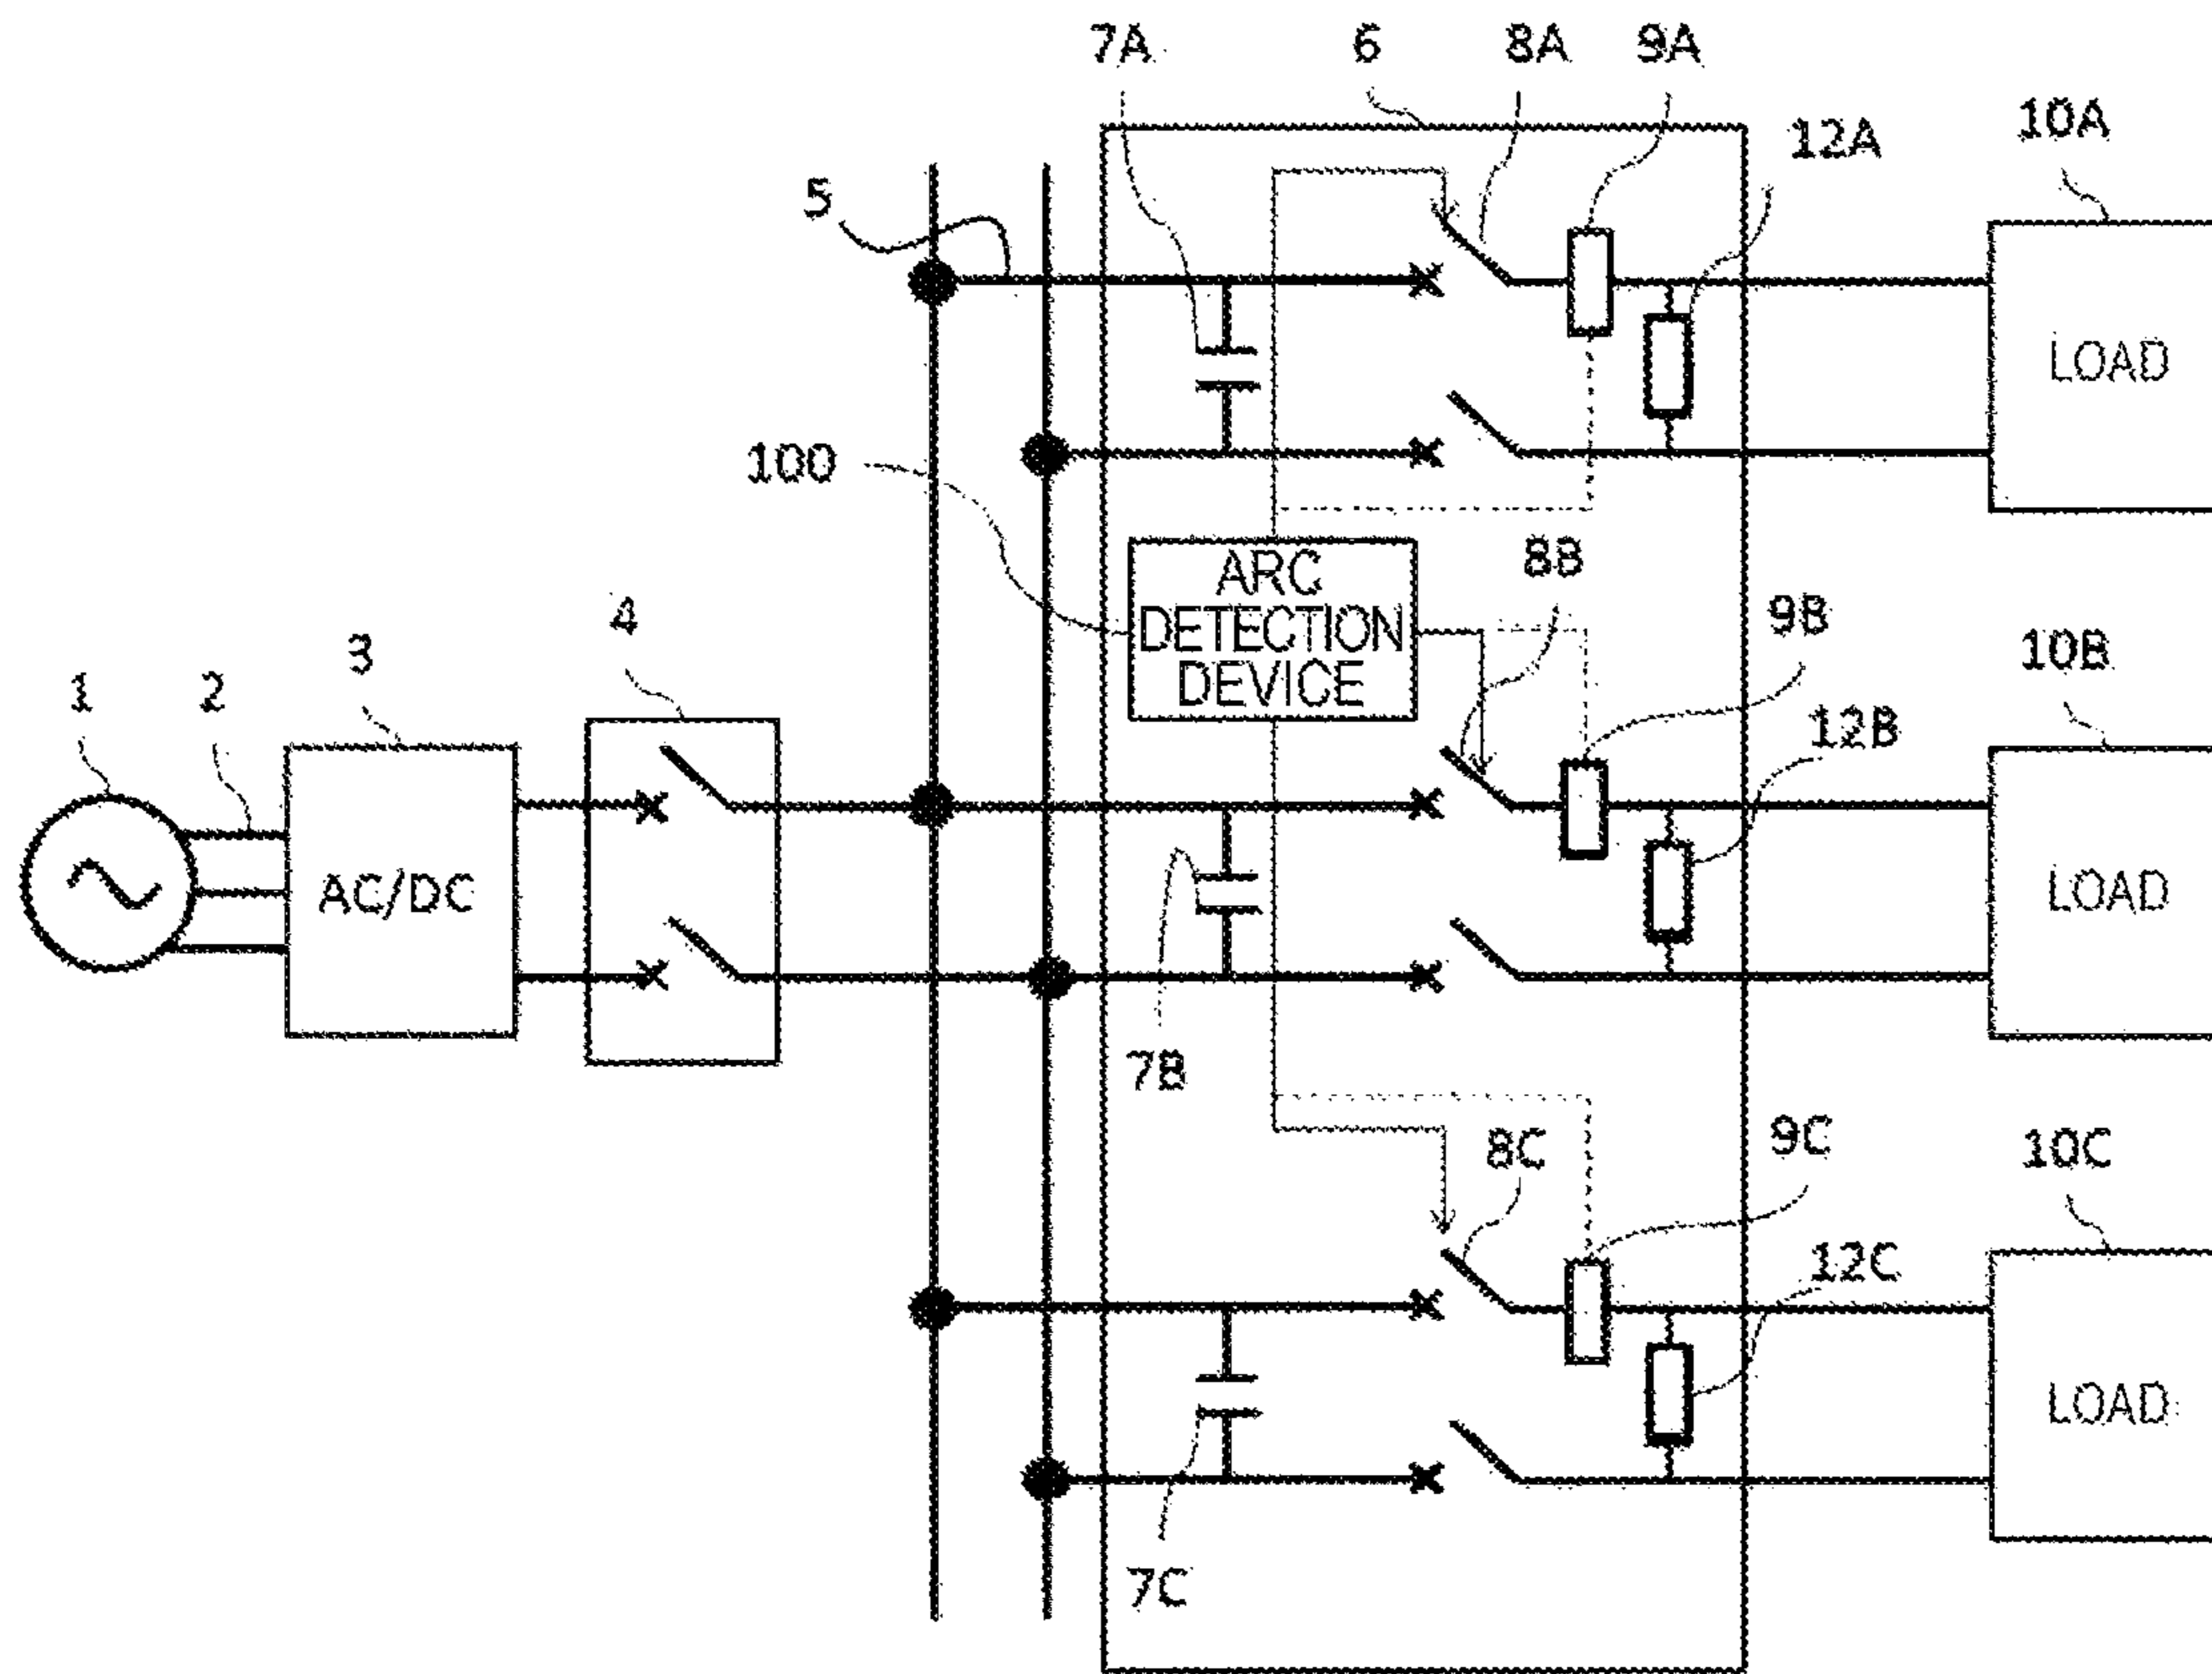 7A 6 8A 9A
10A
12A
5
LOAD
100
ARC
DETECTION
DEVICE
8B
9B
10B
4
3
1 2
12B
AC/DC
LOAD
7B
8C 9C 10C
12C
LOAD
7C